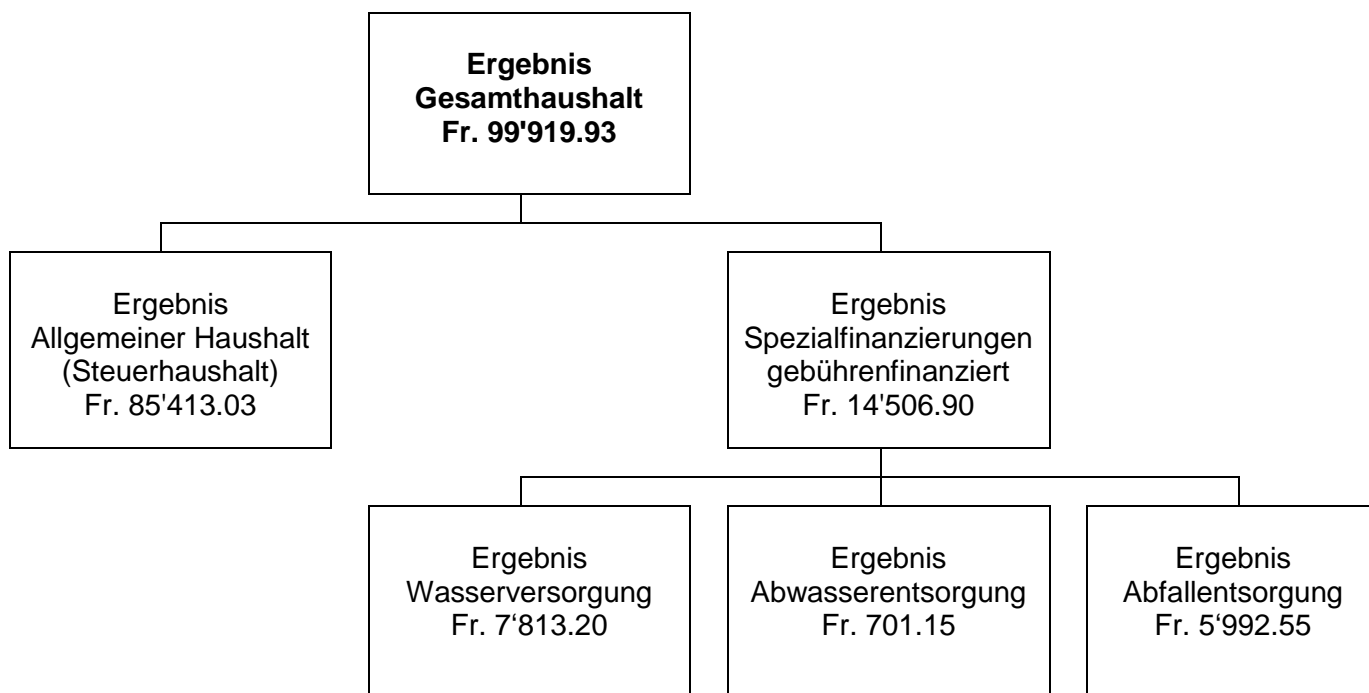 Ergebnis
Gesamthaushalt
Fr. 99'919.93
Ergebnis
Allgemeiner Haushalt
(Steuerhaushalt)
Fr. 85'413.03
Ergebnis
Spezialfinanzierungen
gebührenfinanziert
Fr. 14'506.90
Ergebnis
Wasserversorgung
Fr. 7‘813.20
Ergebnis
Abwasserentsorgung
Fr. 701.15
Ergebnis
Abfallentsorgung
Fr. 5‘992.55